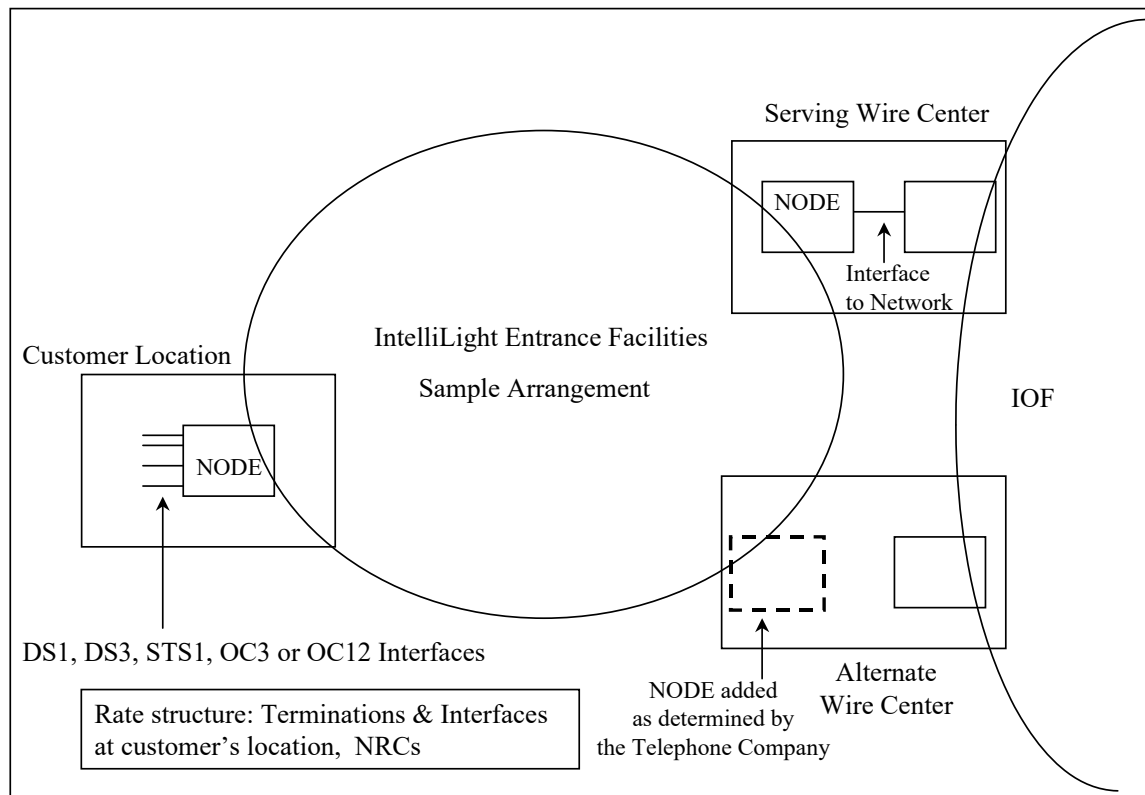 Serving Wire Center
NODE
Interface
to Network
IntelliLight Entrance Facilities
Sample Arrangement
Customer Location
NODE
IOF
DS1, DS3, STS1, OC3 or OC12 Interfaces
NODE added
as determined by
the Telephone Company
Alternate
Wire Center
Rate structure: Terminations & Interfaces
at customer’s location,  NRCs